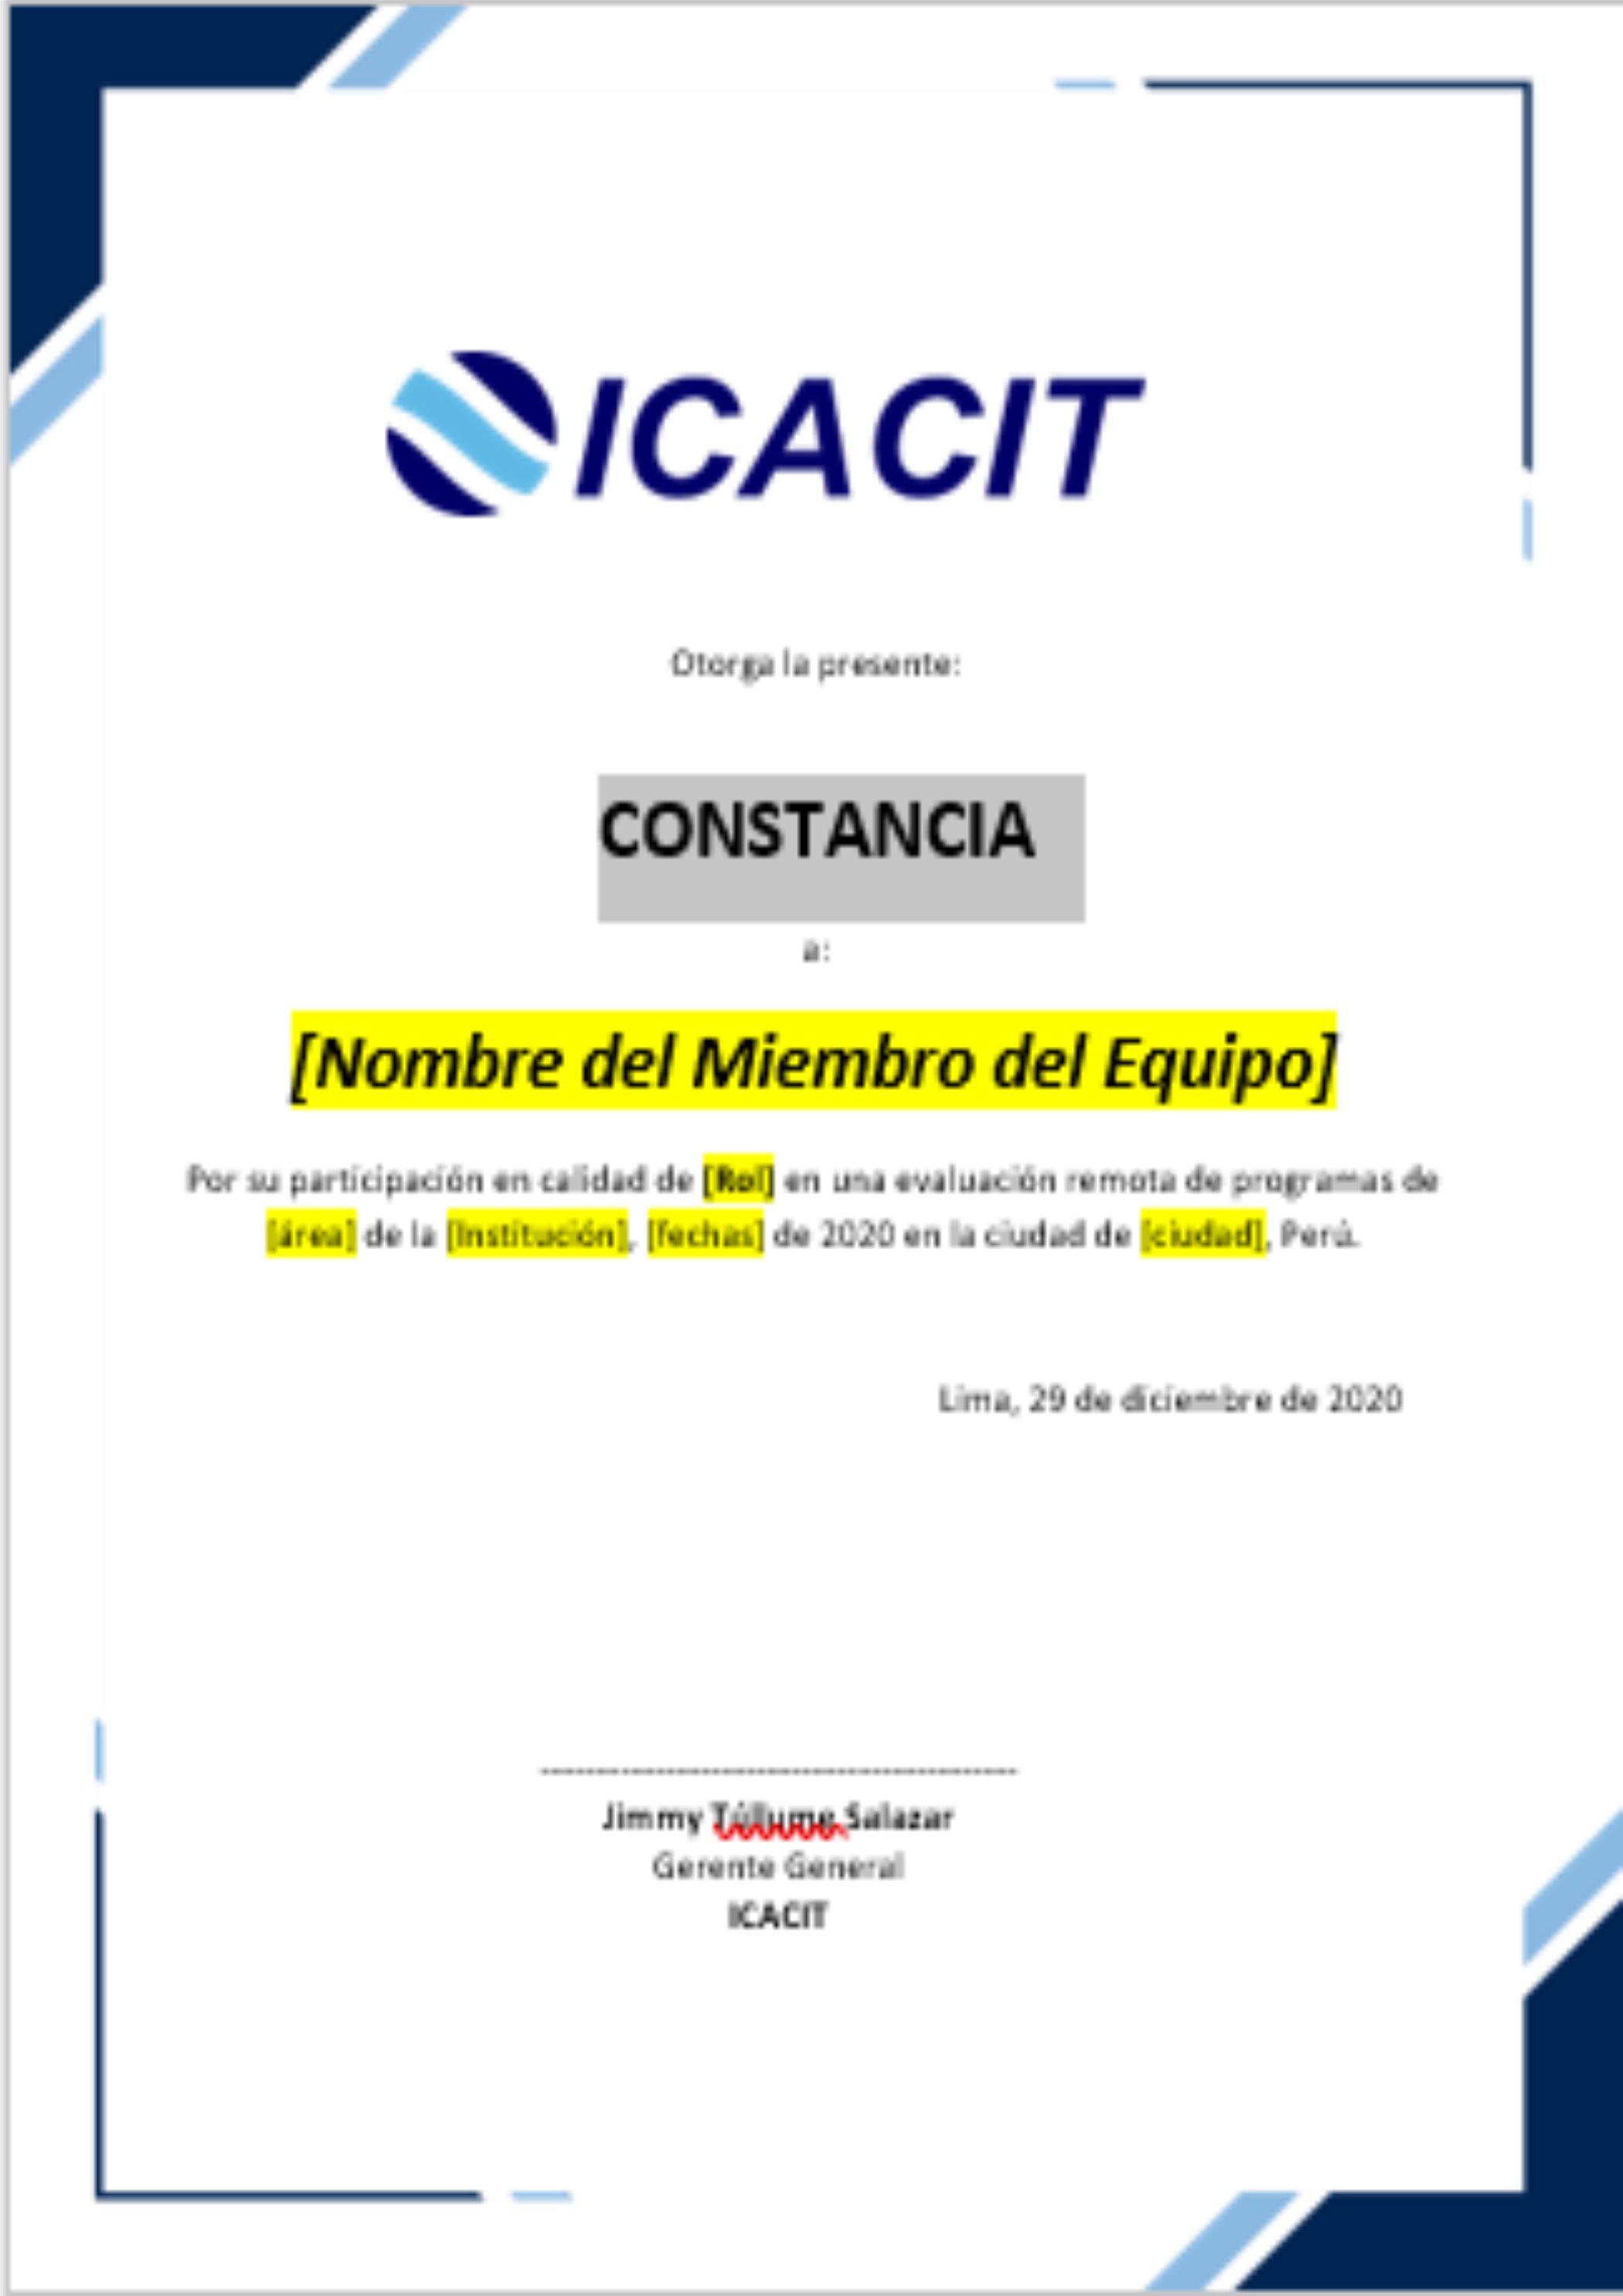 ICACIT
Otorga la presente:
CONSTANCIA
a:
[Nombre del Miembro del Equipo]
Por su participación en calidad de [Rol] en una evaluación remota de programas de
[área] de la [Institución], [fechas] de 2020 en la ciudad de [ciudad], Perú.
Lima, 29 de diciembre de 2020
-----------------------------------------------
Jimmy Túllume Salazar
Gerente General
ICACIT